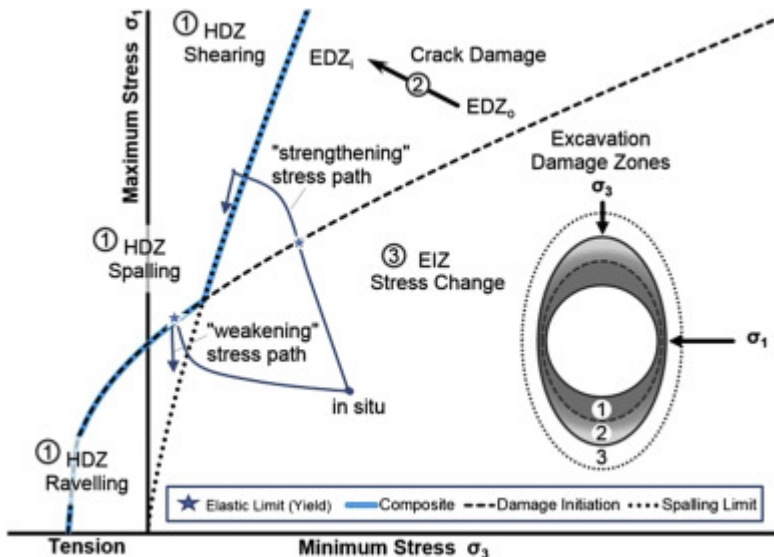 Maximum Stress σ1
① HDZ
Shearing
EDZi
Crack Damage
②
EDZo
"strengthening"
stress path
Excavation
Damage Zones
σ3
① HDZ
Spalling
③ EIZ
Stress Change
"weakening"
stress path
σ1
in situ
1
2
3
① HDZ
Ravelling
Elastic Limit (Yield) Composite Damage Initiation Spalling Limit
Tension Minimum Stress σ3